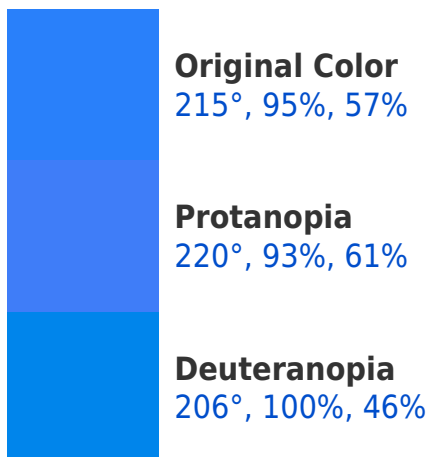 Original Color
215°, 95%, 57%
Protanopia
220°, 93%, 61%
Deuteranopia
206°, 100%, 46%